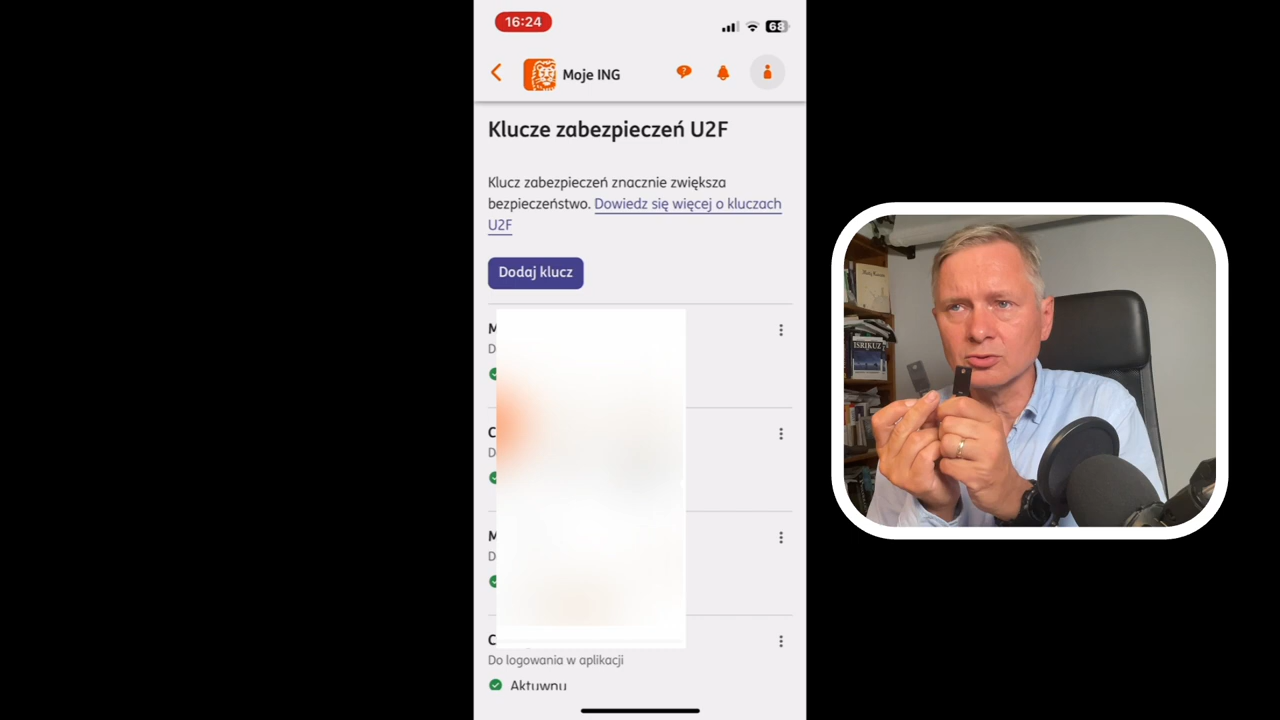 16:24
68
Moje ING
Klucze zabezpieczeń U2F
Klucz zabezpieczeń znacznie zwiększa
bezpieczeństwo. Dowiedz się więcej o kluczach
U2F
Dodaj klucz
M
D
C
D
M
D
C
Do logowania w aplikacji
Aktywny